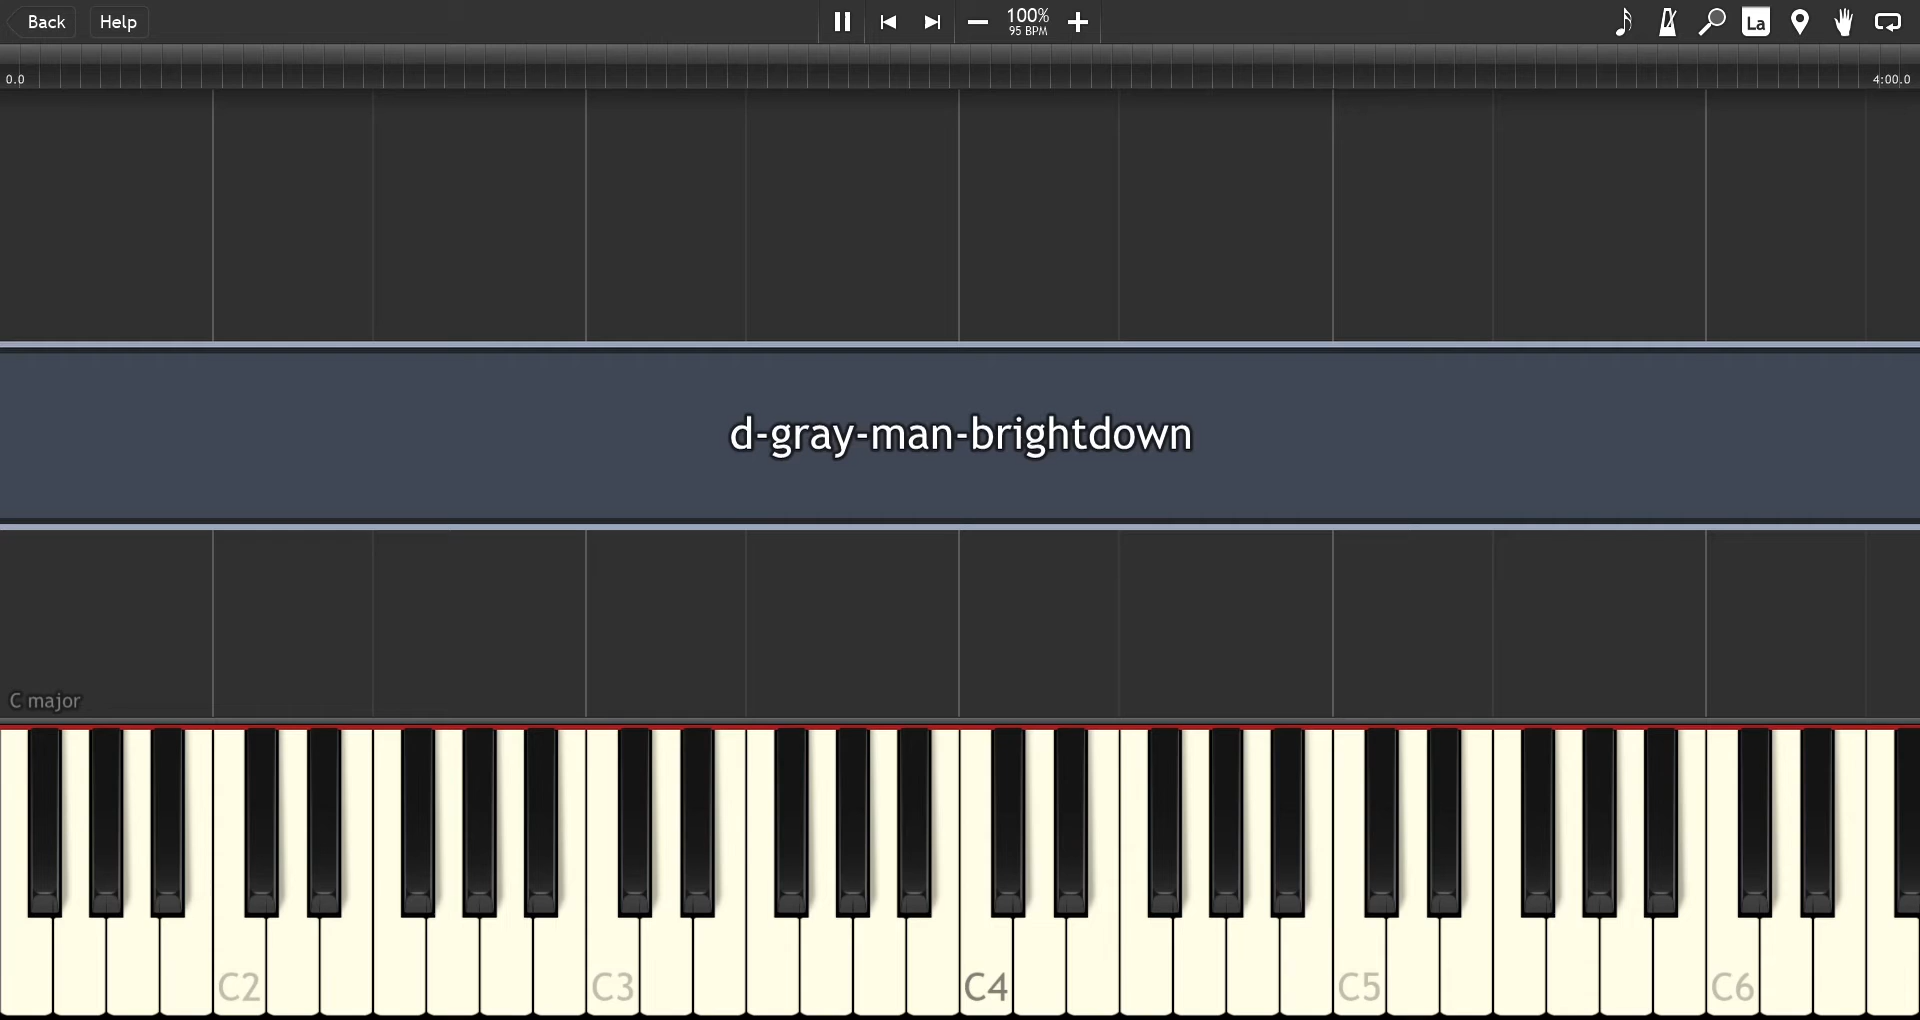 Back Help 100% La
95 BPM
0.0 4:00.0
d-gray-man-brightdown
C major
C2 C3 C4 C5 C6